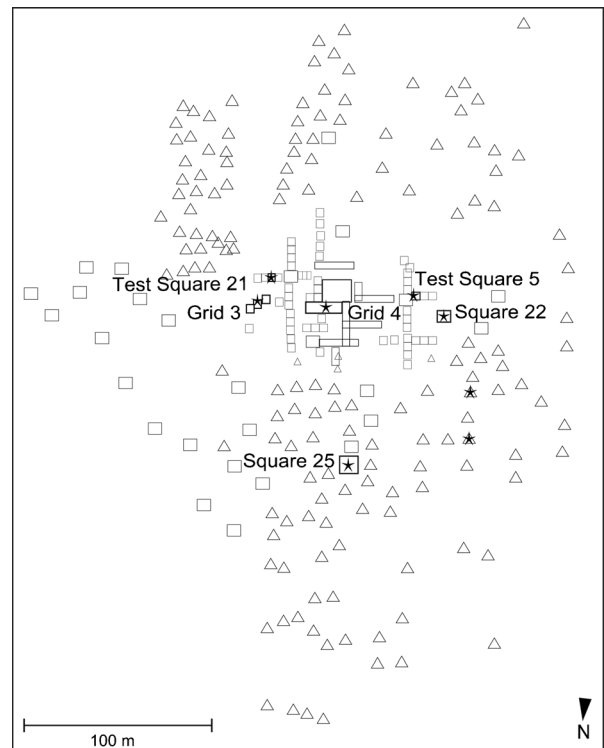 Test Square 21
Test Square 5
Grid 3
Grid 4
Square 22
Square 25
100 m
N